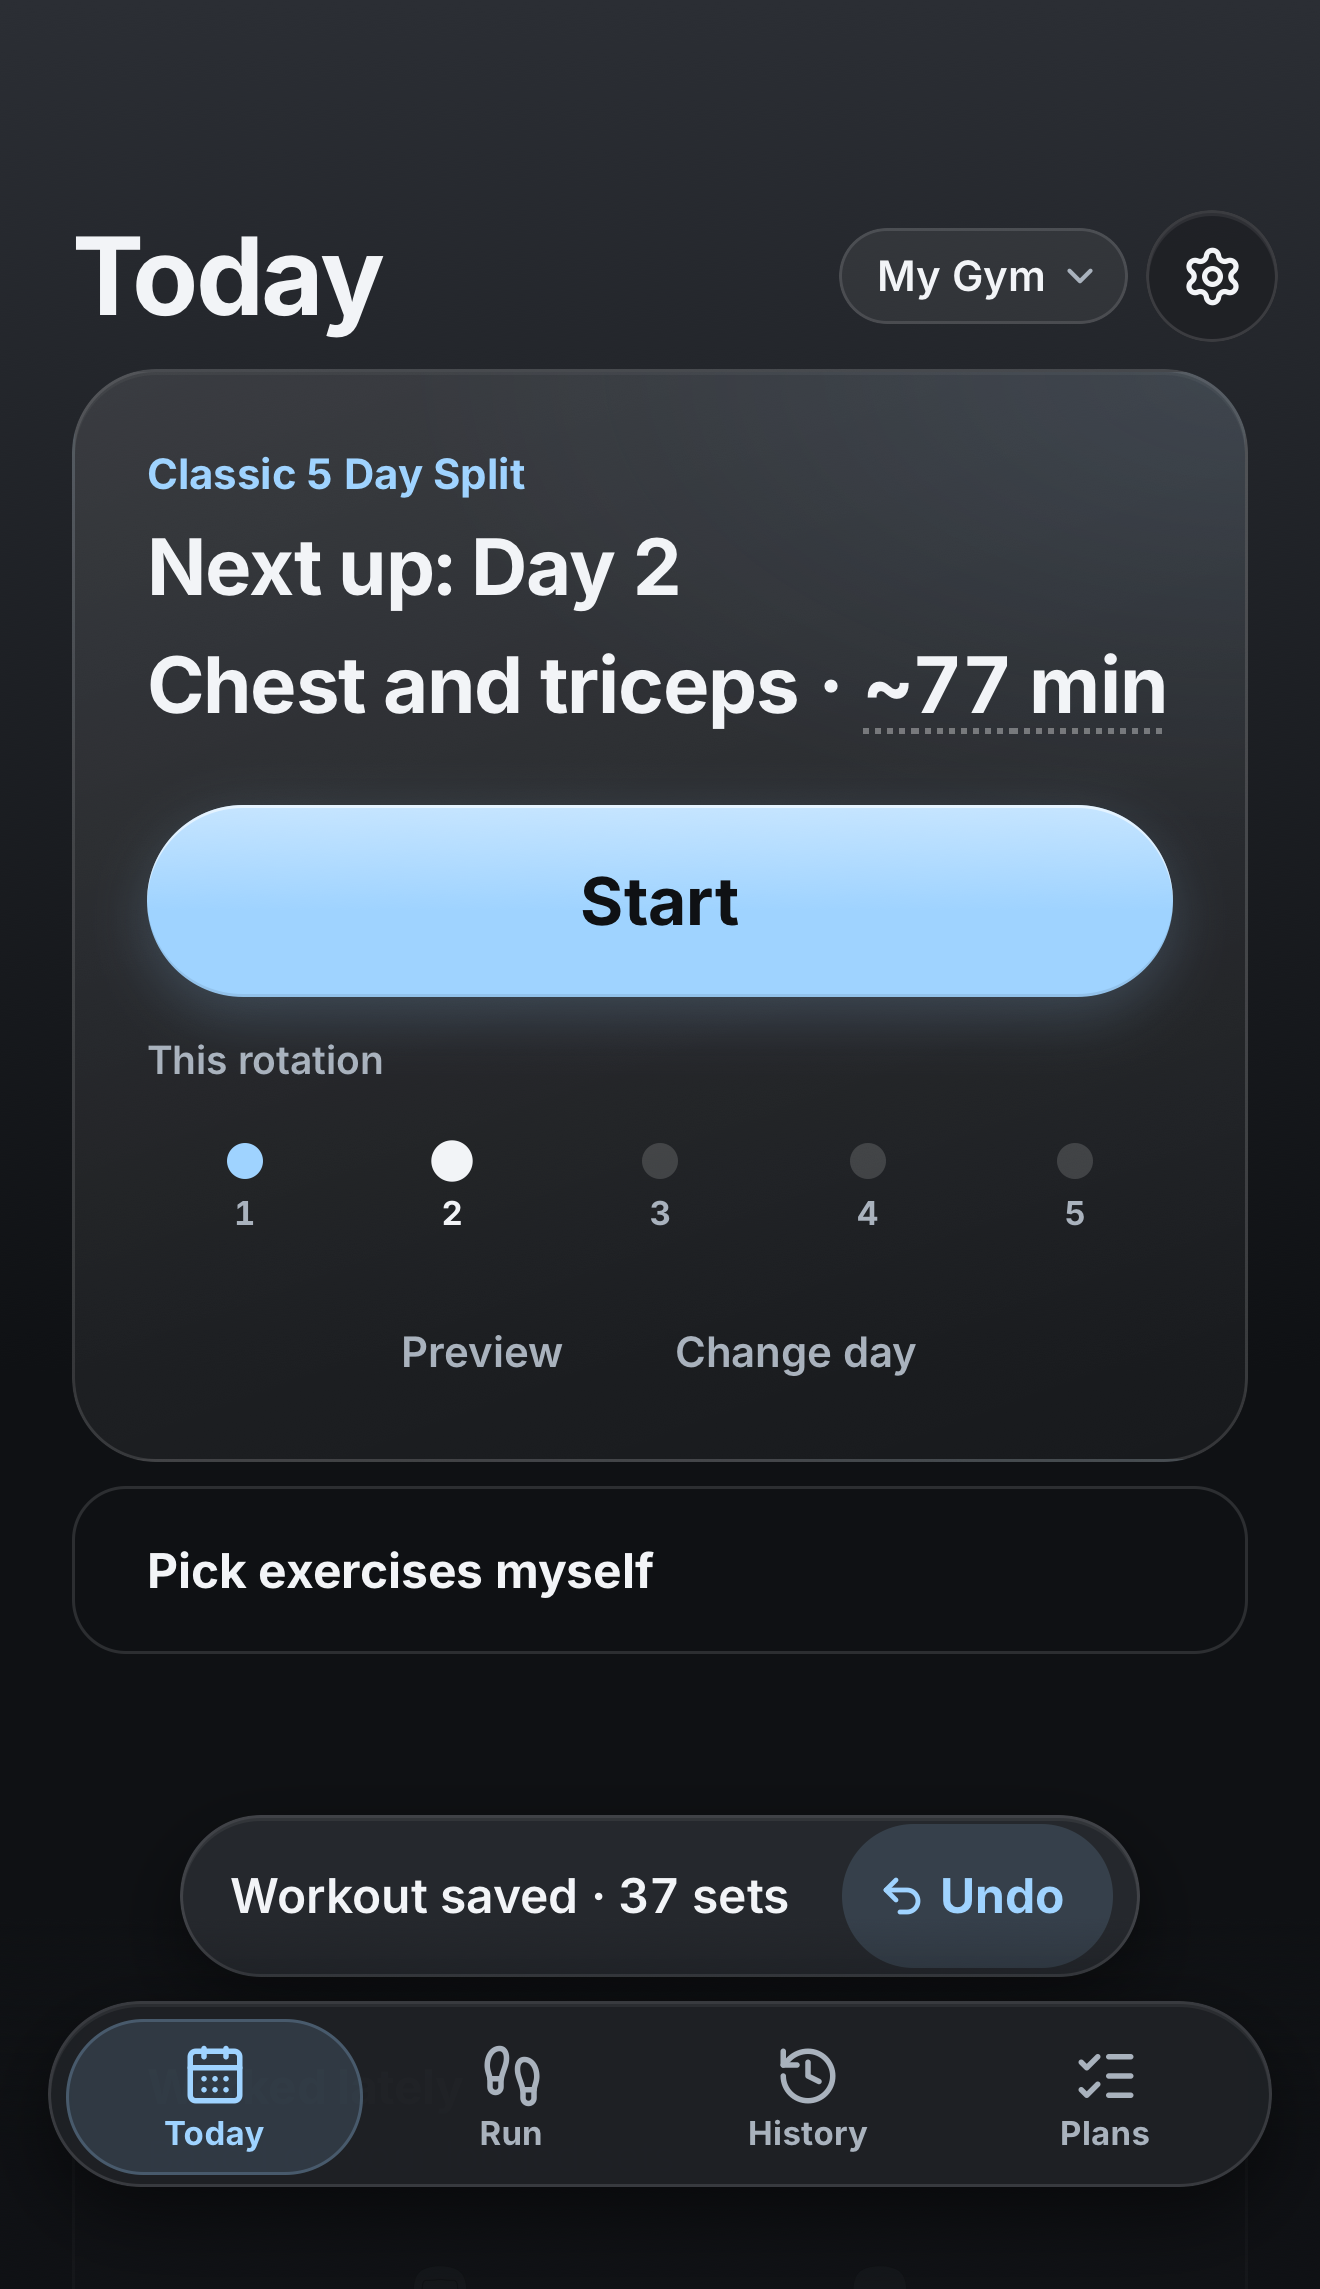 Today
My Gym
Classic 5 Day Split
Next up: Day 2
Chest and triceps · ~77 min
Start
This rotation
1 2 3 4 5
Preview Change day
Pick exercises myself
Workout saved · 37 sets Undo
Today Run History Plans